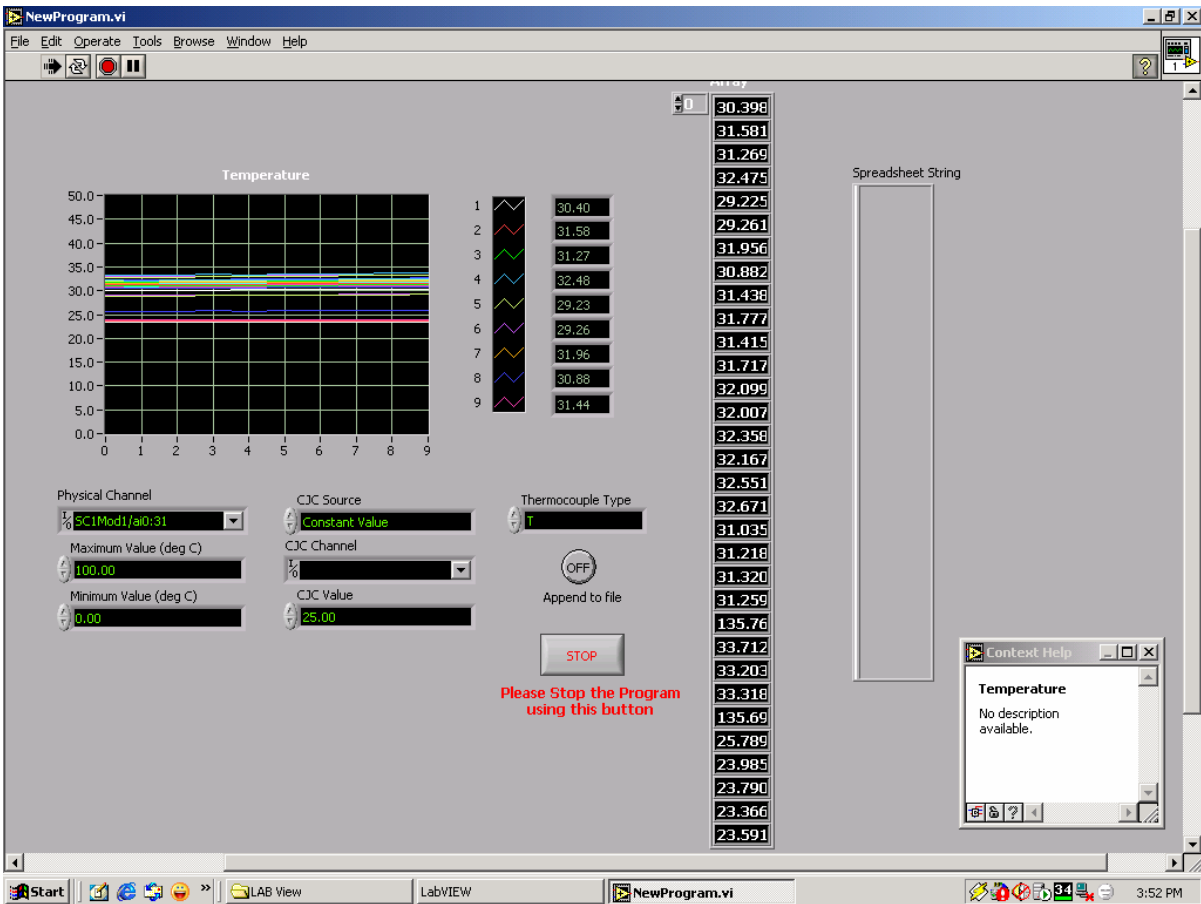 NewProgram.vi
File Edit Operate Tools Browse Window Help
1
Array
0
30.398
31.581
31.269
32.475
29.225
29.261
31.956
30.882
31.438
31.777
31.415
31.717
32.099
32.007
32.358
32.167
32.551
32.671
31.035
31.218
31.320
31.259
135.76
33.712
33.203
33.318
135.69
25.789
23.985
23.790
23.366
23.591
Temperature
50.0
45.0
40.0
35.0
30.0
25.0
20.0
15.0
10.0
5.0
0.0
0 1 2 3 4 5 6 7 8 9
1 30.40
2 31.58
3 31.27
4 32.48
5 29.23
6 29.26
7 31.96
8 30.88
9 31.44
Spreadsheet String
Physical Channel
SC1Mod1/ai0:31
Maximum Value (deg C)
100.00
Minimum Value (deg C)
0.00
CJC Source
Constant Value
CJC Channel
CJC Value
25.00
Thermocouple Type
T
OFF
Append to file
STOP
Please Stop the Program
using this button
Context Help
Temperature
No description
available.
?
Start
LAB View
LabVIEW
NewProgram.vi
34
3:52 PM